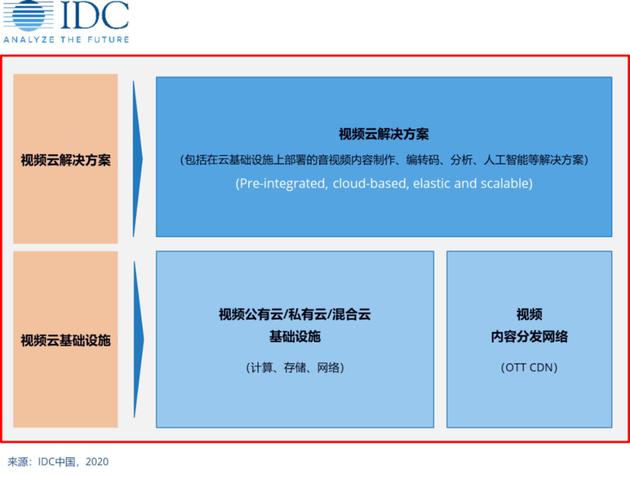 IDC
ANALYZE THE FUTURE
视频云解决方案
视频云解决方案
（包括在云基础设施上部署的音视频内容制作、编转码、分析、人工智能等解决方案）
(Pre-integrated, cloud-based, elastic and scalable)
视频云基础设施
视频公有云/私有云/混合云
基础设施
（计算、存储、网络）
视频
内容分发网络
（OTT CDN）
来源：IDC中国，2020